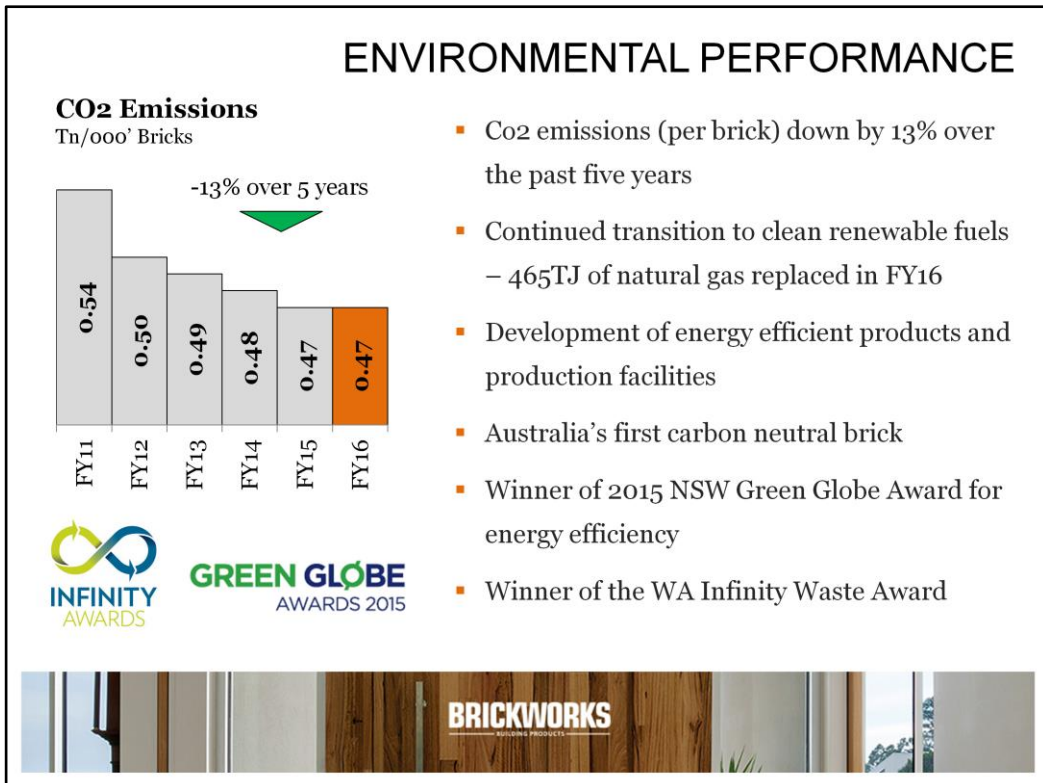 ENVIRONMENTAL PERFORMANCE
CO2 Emissions
Tn/000' Bricks
-13% over 5 years
0.54
0.50
0.49
0.48
0.47
0.47
FY11
FY12
FY13
FY14
FY15
FY16
INFINITY
AWARDS
GREEN GLOBE
AWARDS 2015
▪ Co2 emissions (per brick) down by 13% over
the past five years
▪ Continued transition to clean renewable fuels
– 465TJ of natural gas replaced in FY16
▪ Development of energy efficient products and
production facilities
▪ Australia's first carbon neutral brick
▪ Winner of 2015 NSW Green Globe Award for
energy efficiency
▪ Winner of the WA Infinity Waste Award
BRICKWORKS
BUILDING PRODUCTS